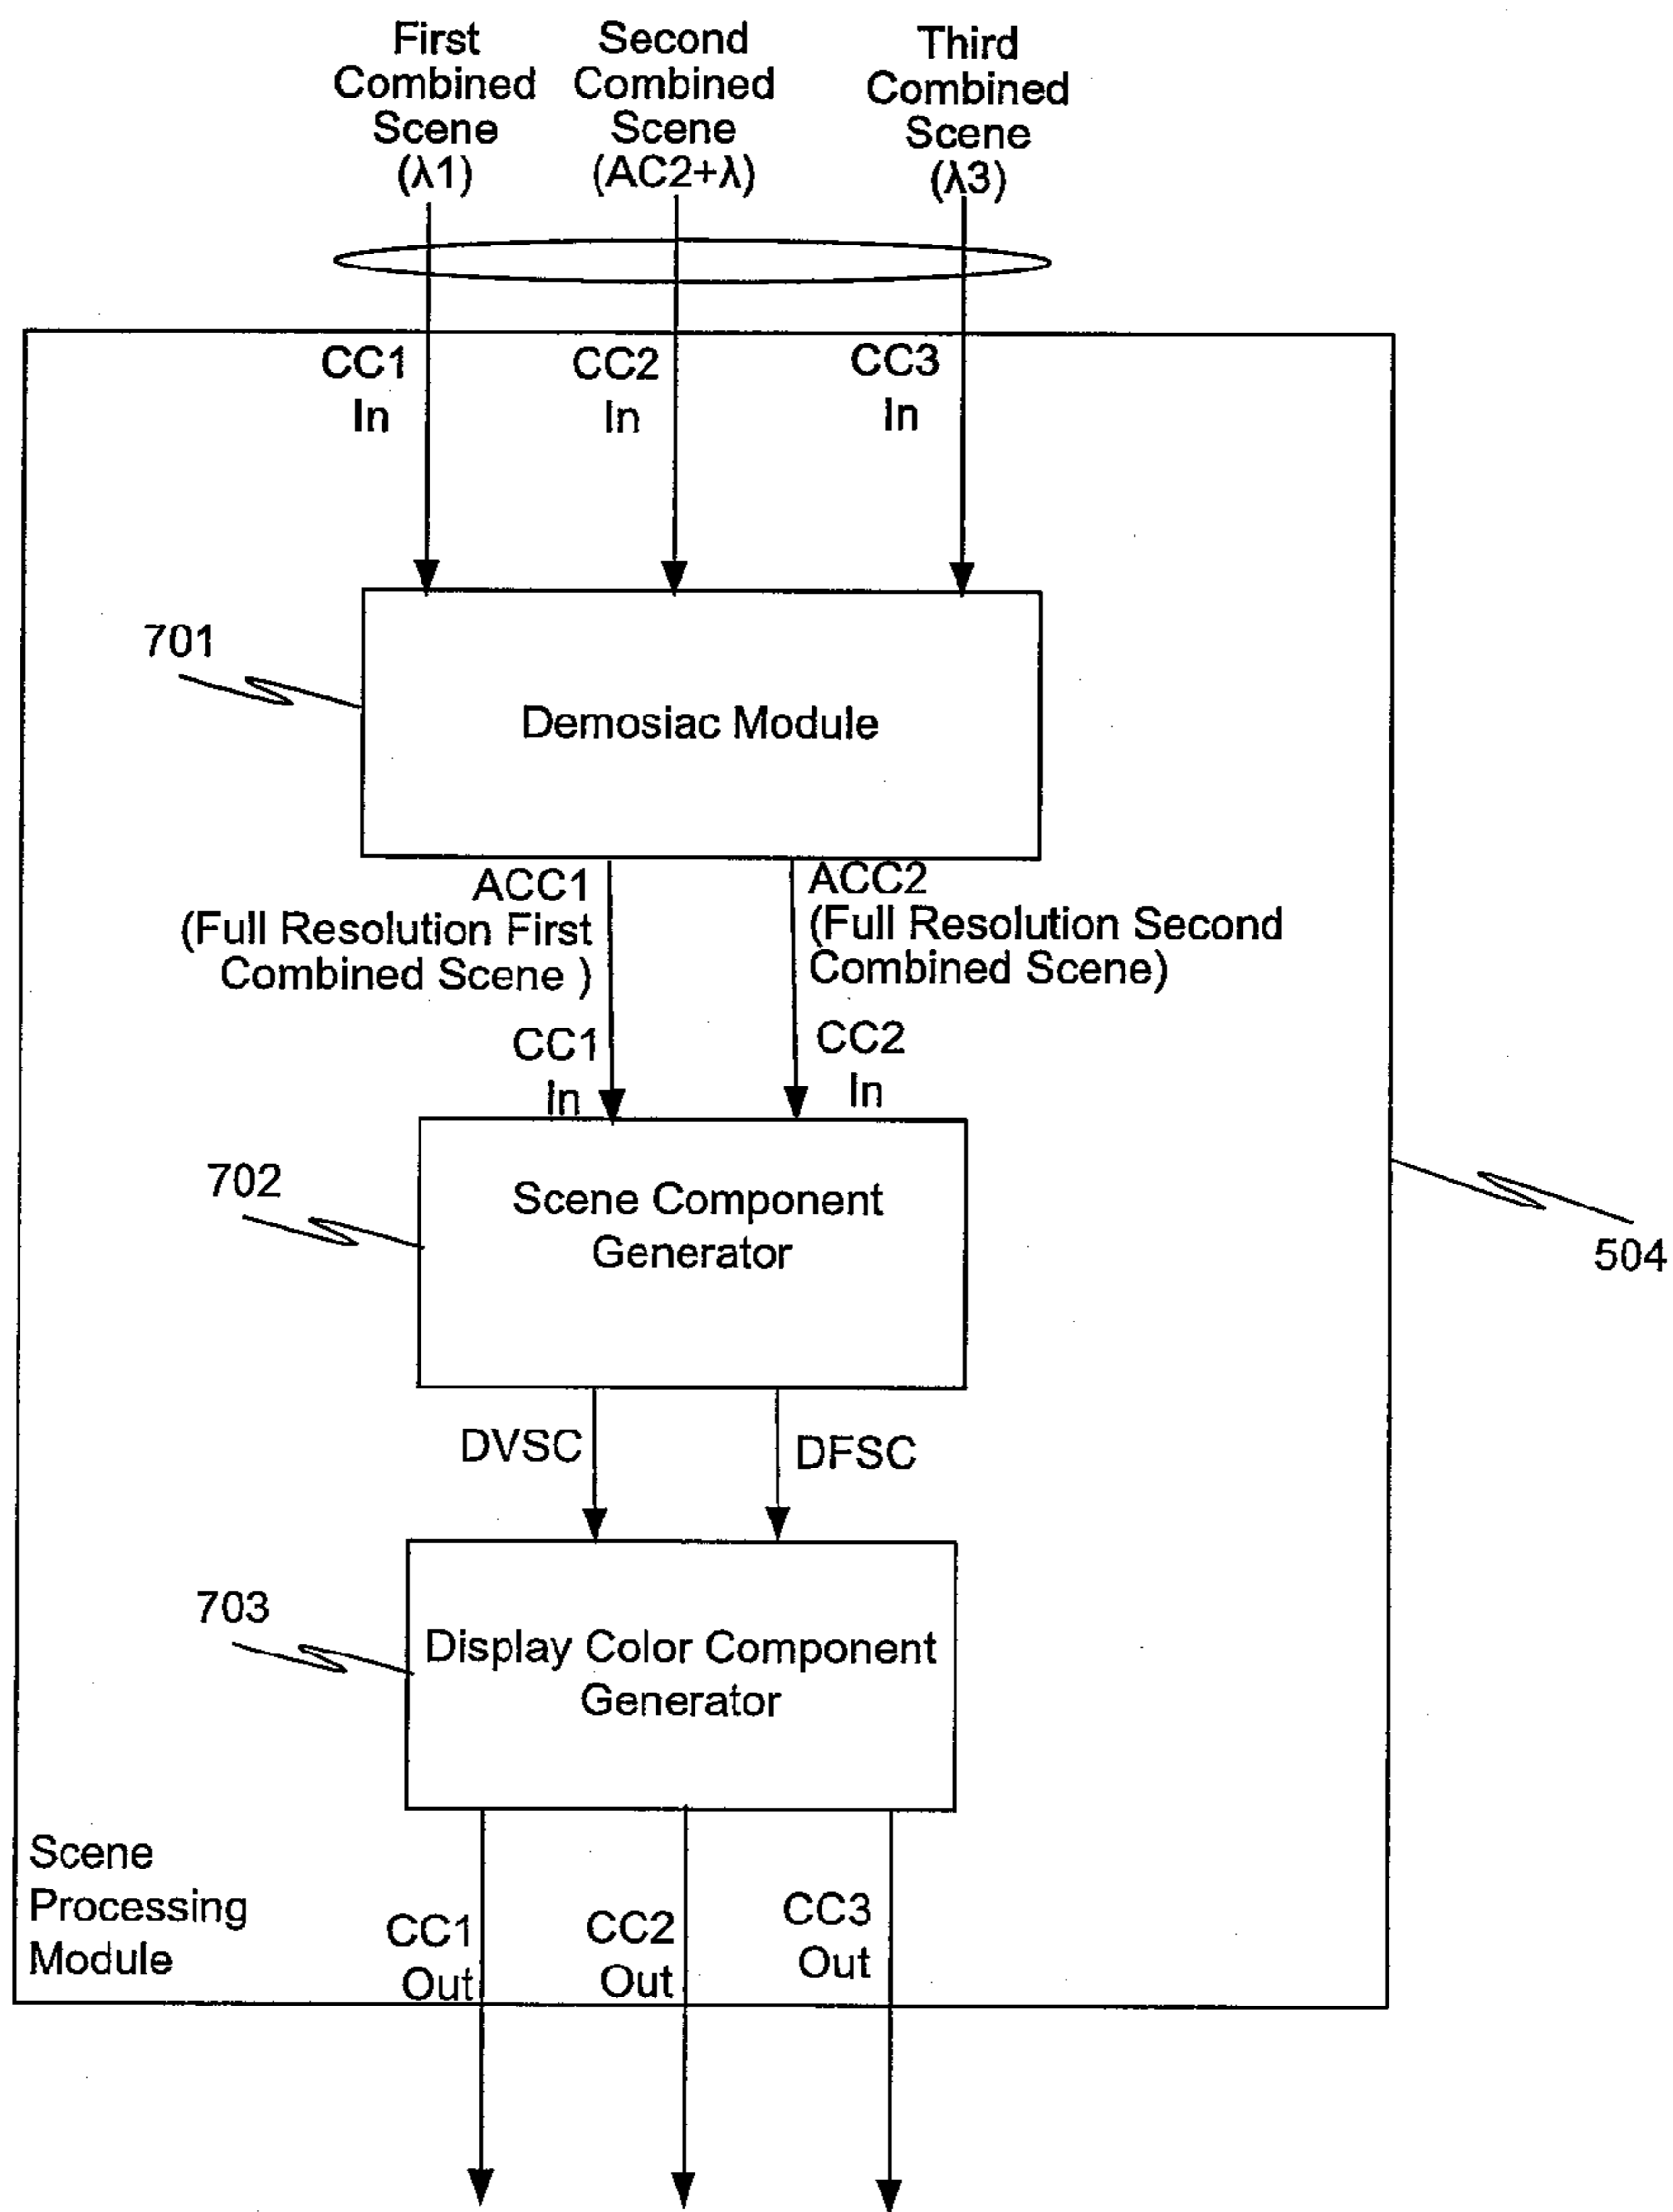 First
Combined
Scene
(λ1)
Second
Combined
Scene
(AC2+λ)
Third
Combined
Scene
(λ3)
CC1
In
CC2
In
CC3
In
701
Demosiac Module
ACC1
(Full Resolution First
Combined Scene )
ACC2
(Full Resolution Second
Combined Scene)
CC1
In
CC2
In
702
Scene Component
Generator
504
DVSC
DFSC
703
Display Color Component
Generator
Scene
Processing
Module
CC1
Out
CC2
Out
CC3
Out